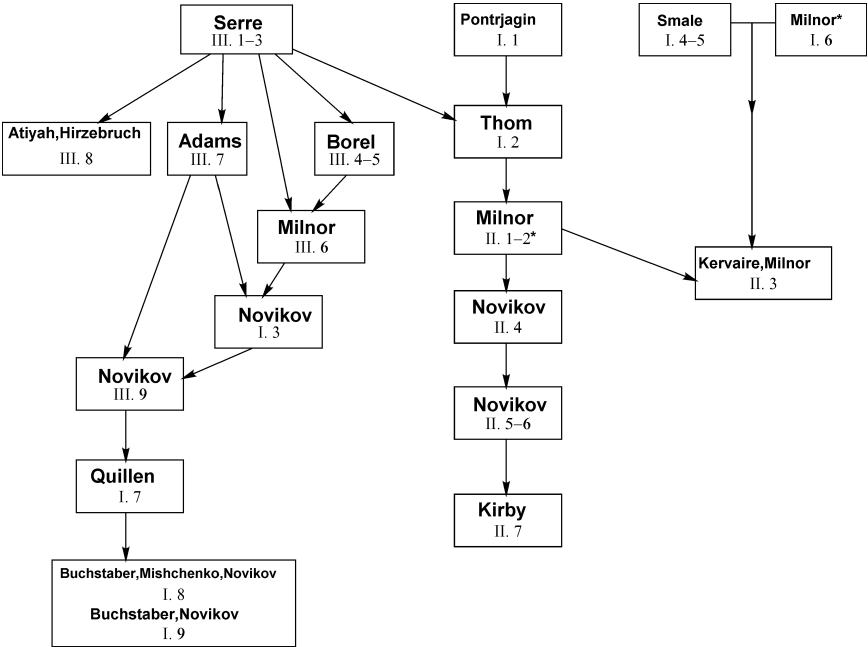 Serre
III. 1–3
Pontrjagin
I. 1
Smale
I. 4–5
Milnor*
I. 6
Atiyah,Hirzebruch
III. 8
Adams
III. 7
Borel
III. 4–5
Thom
I. 2
Milnor
III. 6
Milnor
II. 1–2*
Kervaire,Milnor
II. 3
Novikov
I. 3
Novikov
II. 4
Novikov
III. 9
Novikov
II. 5–6
Quillen
I. 7
Kirby
II. 7
Buchstaber,Mishchenko,Novikov
I. 8
Buchstaber,Novikov
I. 9